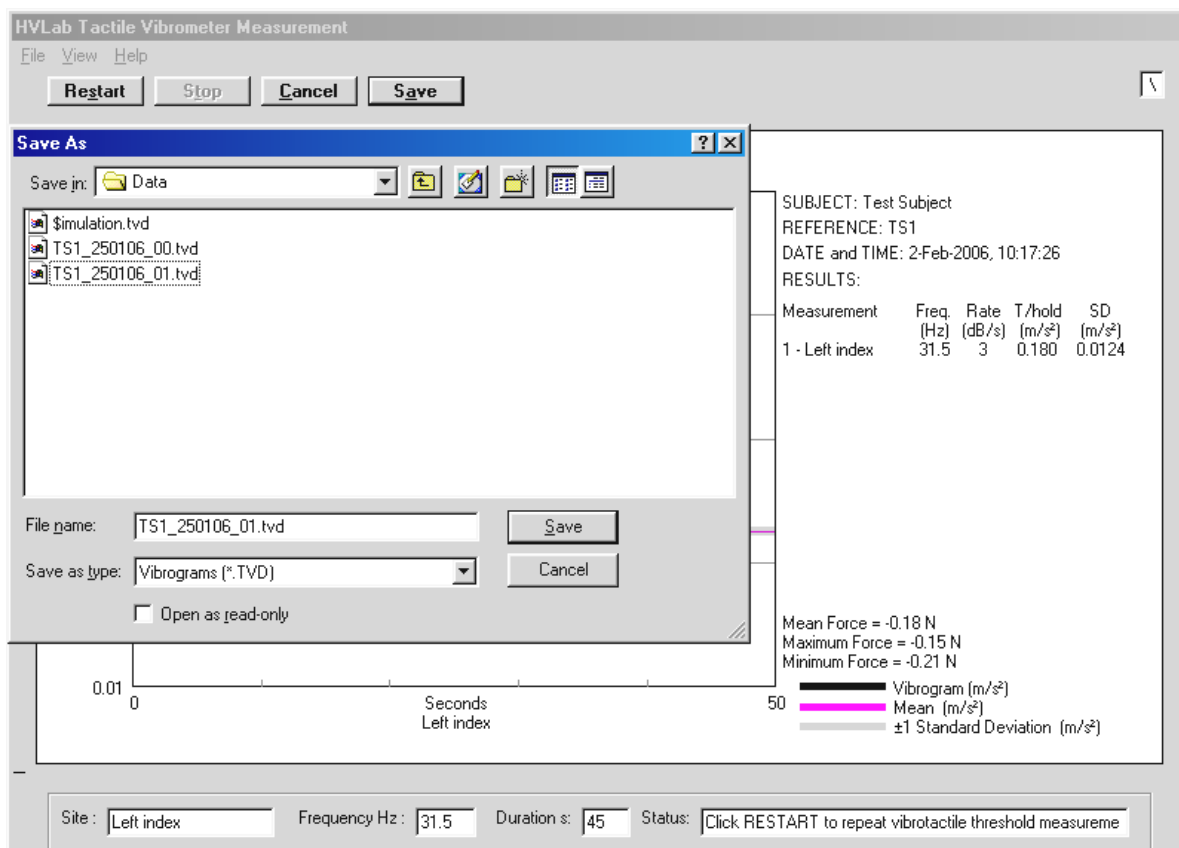 HVLab Tactile Vibrometer Measurement
File View Help
Restart Stop Cancel Save
\
Save As
Save in: Data
$imulation.tvd
TS1_250106_00.tvd
TS1_250106_01.tvd
File name: TS1_250106_01.tvd Save
Save as type: Vibrograms (*.TVD) Cancel
Open as read-only
SUBJECT: Test Subject
REFERENCE: TS1
DATE and TIME: 2-Feb-2006, 10:17:26
RESULTS:
Measurement Freq. Rate T/hold SD
(Hz) (dB/s) (m/s²) (m/s²)
1 - Left index 31.5 3 0.180 0.0124
Mean Force = -0.18 N
Maximum Force = -0.15 N
Minimum Force = -0.21 N
Vibrogram (m/s²)
Mean (m/s²)
±1 Standard Deviation (m/s²)
0.01
0 Seconds 50
Left index
Site : Left index Frequency Hz : 31.5 Duration s: 45 Status: Click RESTART to repeat vibrotactile threshold measureme